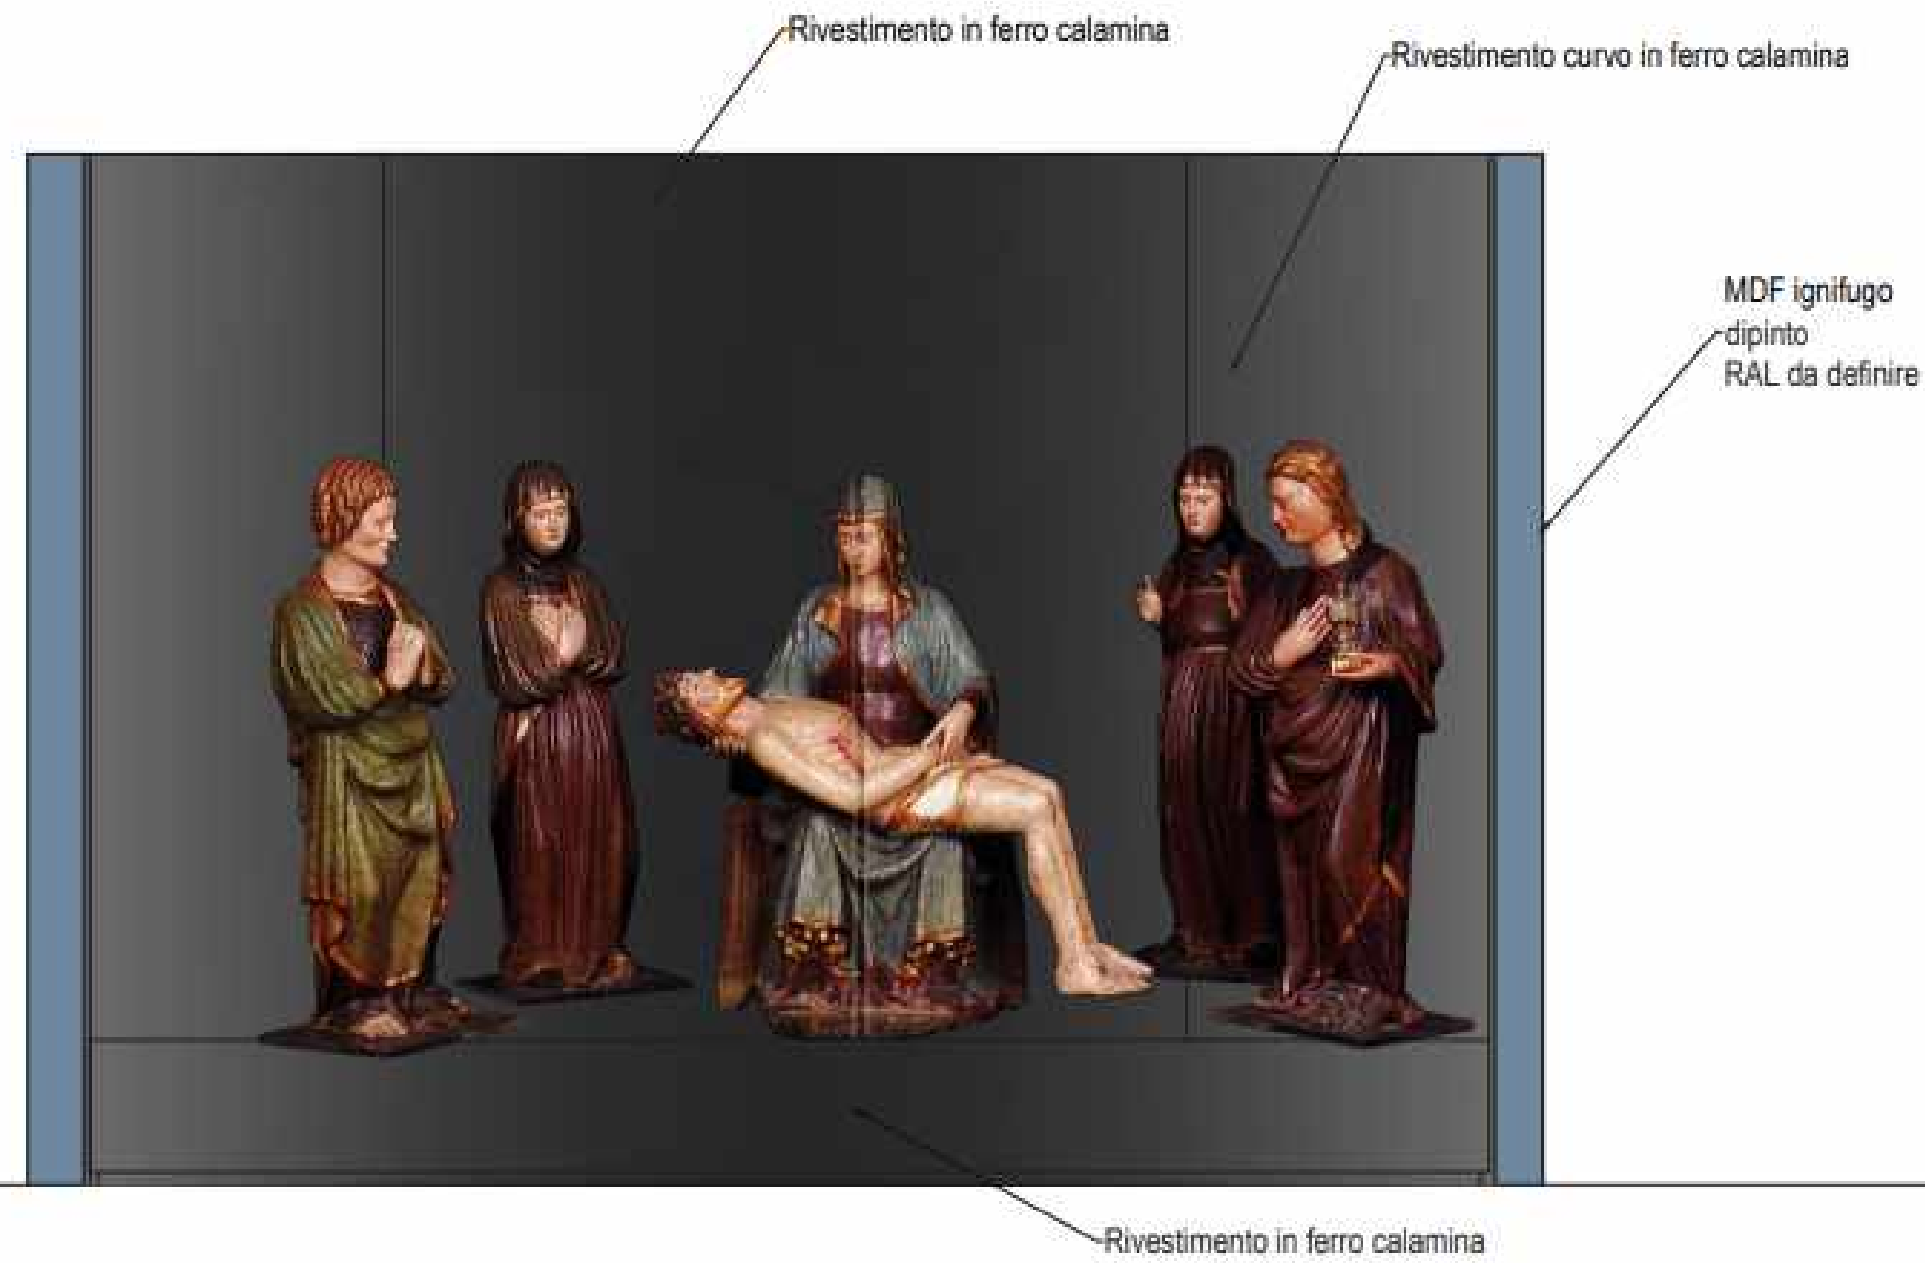 Rivestimento in ferro calamina
Rivestimento curvo in ferro calamina
MDF ignifugo
dipinto
RAL da definire
Rivestimento in ferro calamina